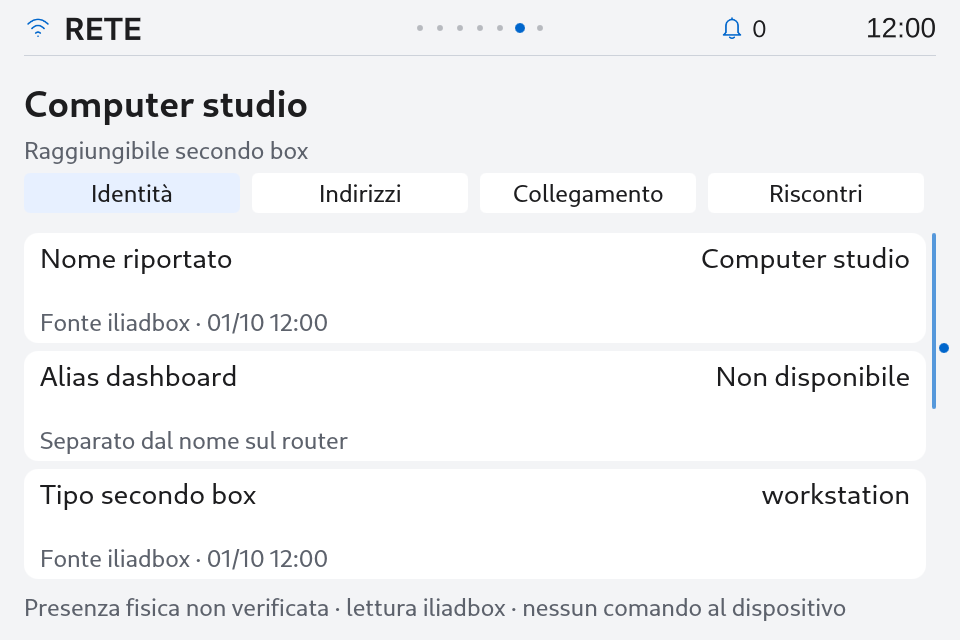 RETE
0
12:00
Computer studio
Raggiungibile secondo box
Identità
Indirizzi
Collegamento
Riscontri
Nome riportato
Computer studio
Fonte iliadbox · 01/10 12:00
Alias dashboard
Non disponibile
Separato dal nome sul router
Tipo secondo box
workstation
Fonte iliadbox · 01/10 12:00
Presenza fisica non verificata · lettura iliadbox · nessun comando al dispositivo